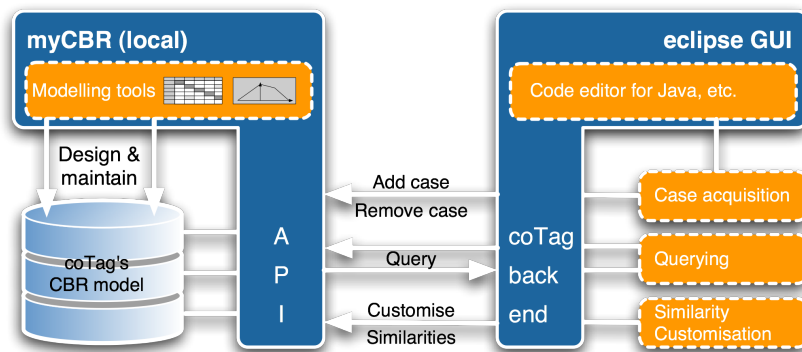 myCBR (local)
Modelling tools
Design &
maintain
coTag's
CBR model
A
P
I
Add case
Remove case
Query
Customise
Similarities
eclipse GUI
Code editor for Java, etc.
coTag
back
end
Case acquisition
Querying
Similarity
Customisation